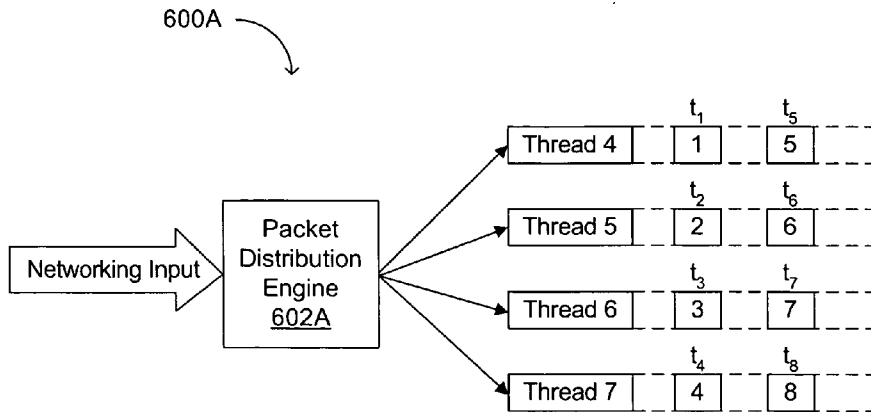 600A
t1 t5
Thread 4 1 5
t2 t6
Thread 5 2 6
Networking Input
Packet
Distribution
Engine
602A
t3 t7
Thread 6 3 7
t4 t8
Thread 7 4 8